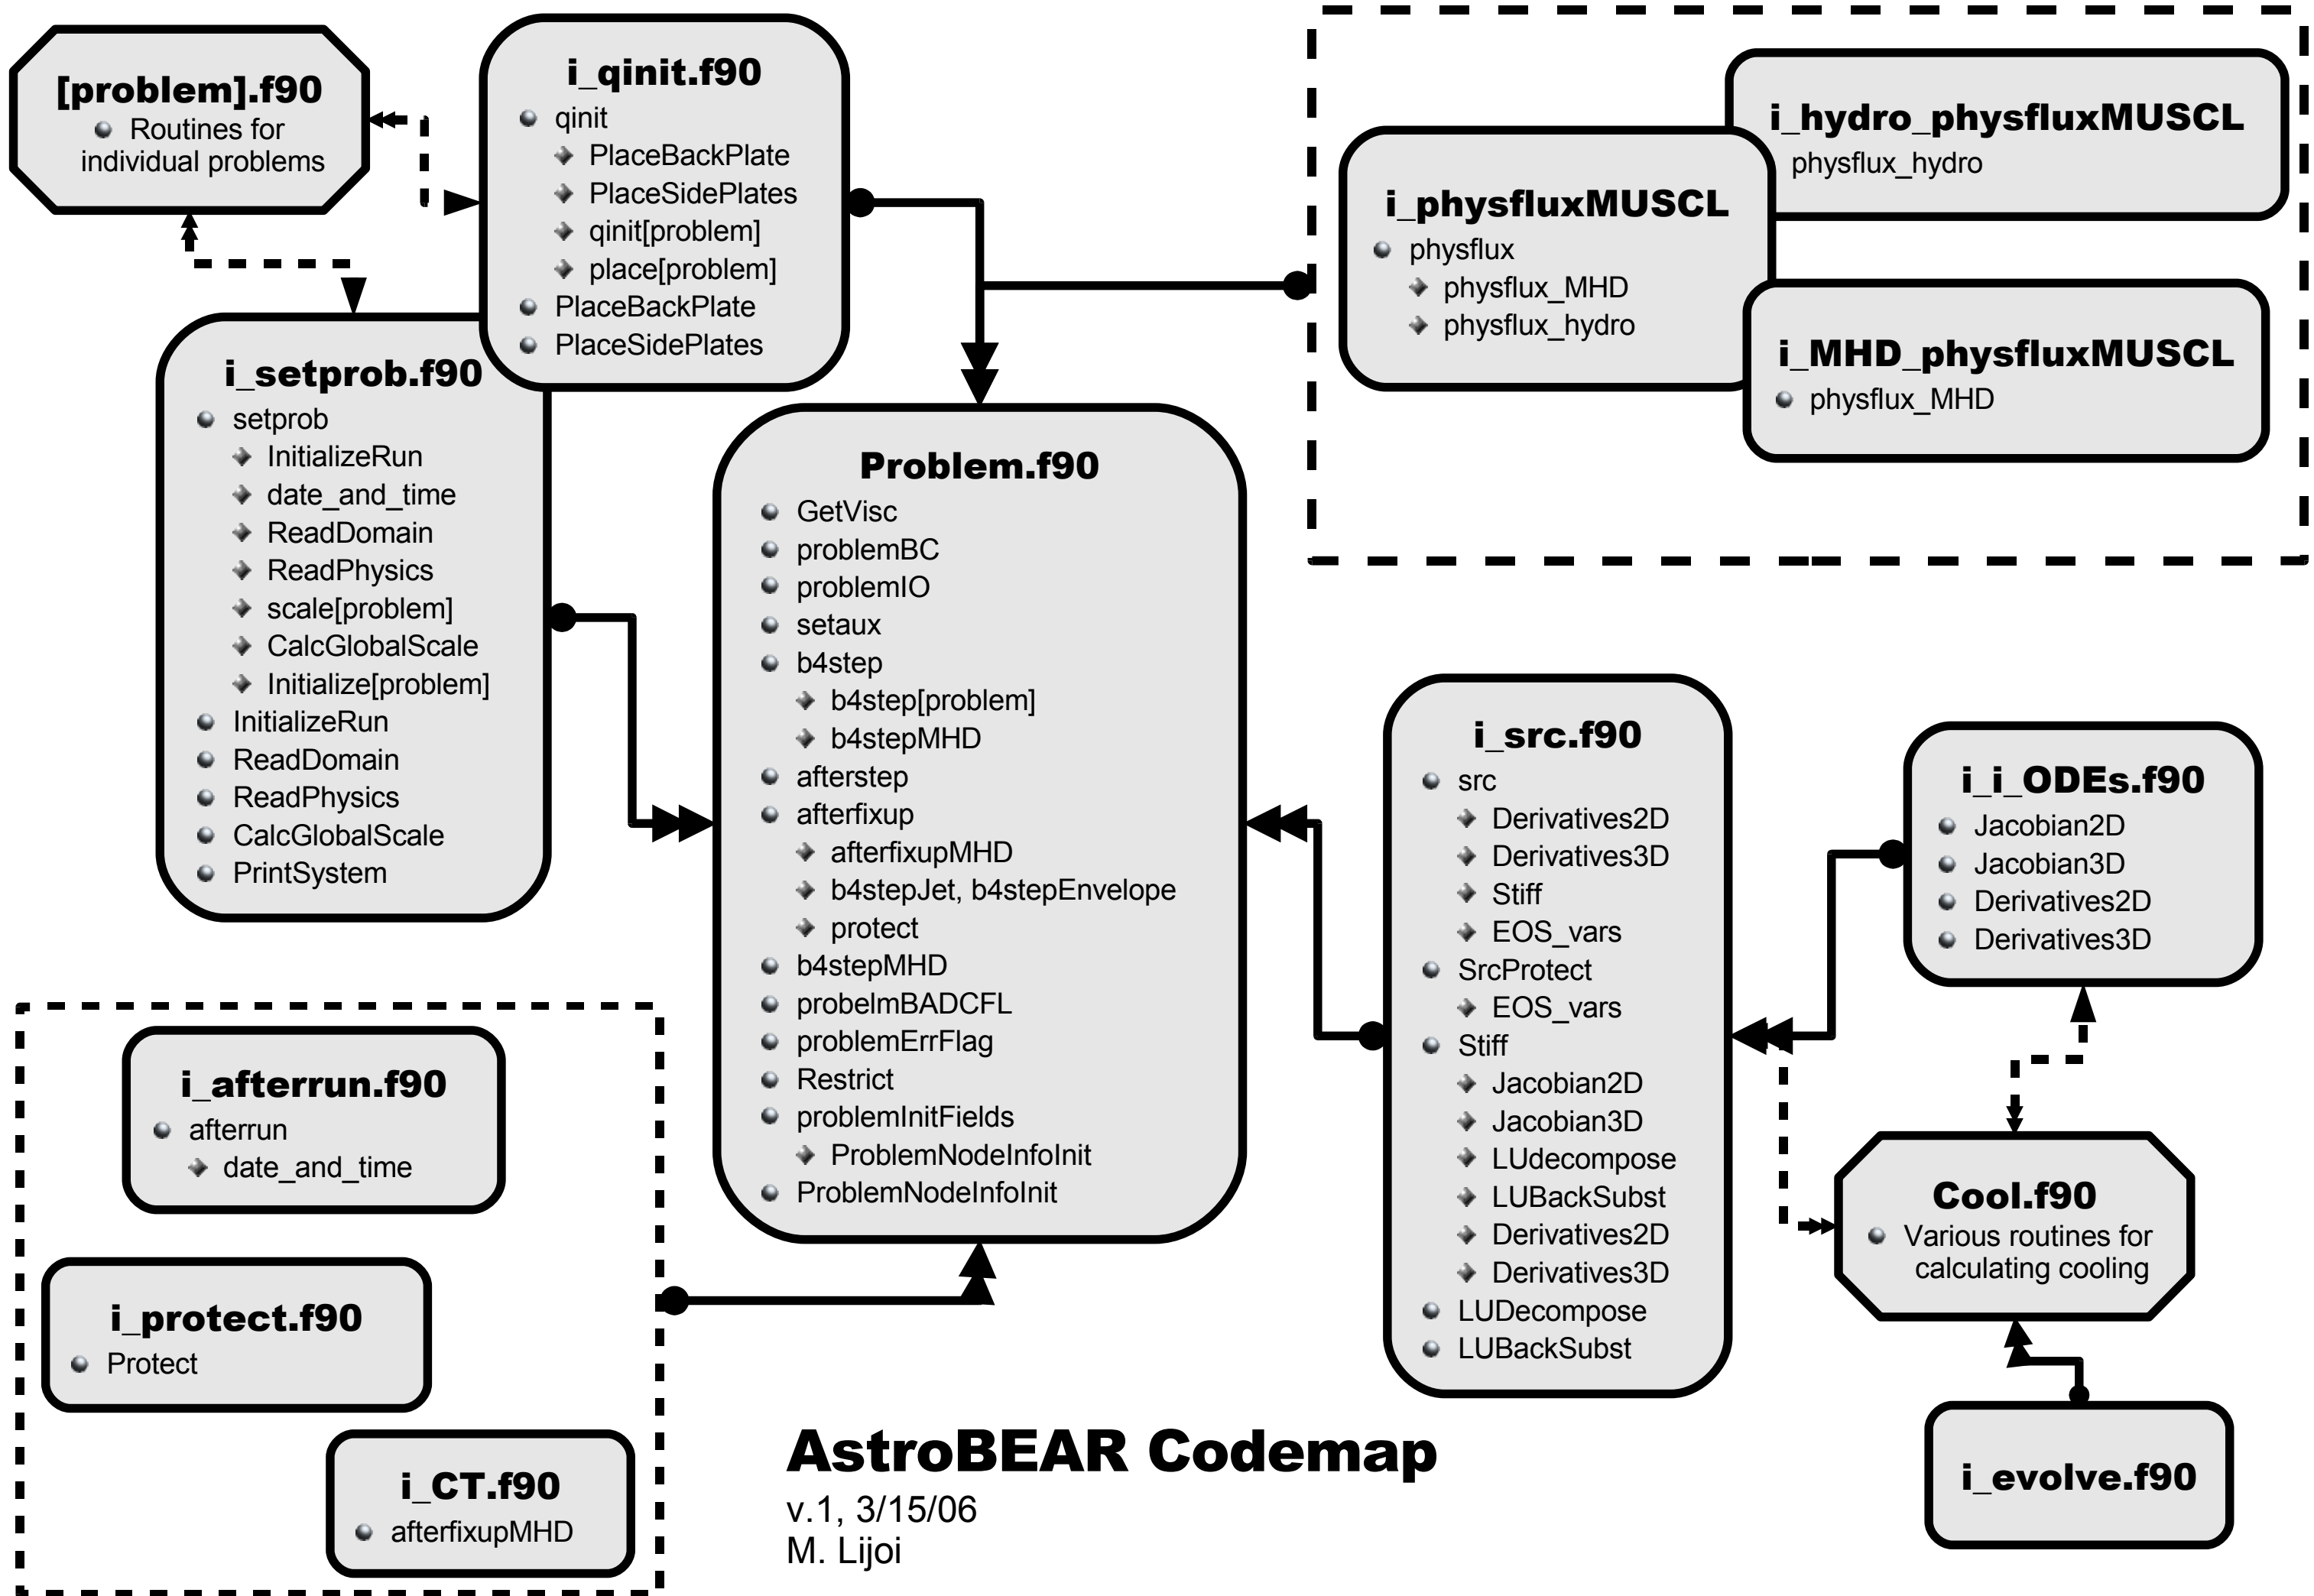 [problem].f90
Routines for
individual problems
i_qinit.f90
qinit
PlaceBackPlate
PlaceSidePlates
qinit[problem]
place[problem]
PlaceBackPlate
PlaceSidePlates
i_hydro_physfluxMUSCL
physflux_hydro
i_physfluxMUSCL
physflux
physflux_MHD
physflux_hydro
i_MHD_physfluxMUSCL
physflux_MHD
i_setprob.f90
setprob
InitializeRun
date_and_time
ReadDomain
ReadPhysics
scale[problem]
CalcGlobalScale
Initialize[problem]
InitializeRun
ReadDomain
ReadPhysics
CalcGlobalScale
PrintSystem
Problem.f90
GetVisc
problemBC
problemIO
setaux
b4step
b4step[problem]
b4stepMHD
afterstep
afterfixup
afterfixupMHD
b4stepJet, b4stepEnvelope
protect
b4stepMHD
probelmBADCFL
problemErrFlag
Restrict
problemInitFields
ProblemNodeInfoInit
ProblemNodeInfoInit
i_src.f90
src
Derivatives2D
Derivatives3D
Stiff
EOS_vars
SrcProtect
EOS_vars
Stiff
Jacobian2D
Jacobian3D
LUdecompose
LUBackSubst
Derivatives2D
Derivatives3D
LUDecompose
LUBackSubst
i_i_ODEs.f90
Jacobian2D
Jacobian3D
Derivatives2D
Derivatives3D
Cool.f90
Various routines for
calculating cooling
i_evolve.f90
i_afterrun.f90
afterrun
date_and_time
i_protect.f90
Protect
i_CT.f90
afterfixupMHD
AstroBEAR Codemap
v.1, 3/15/06
M. Lijoi